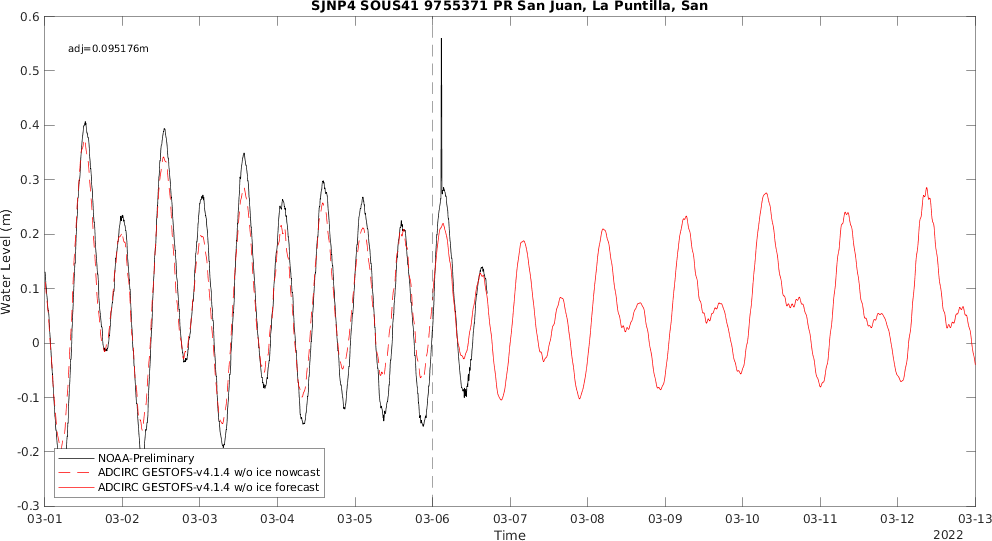 SJNP4 SOUS41 9755371 PR San Juan, La Puntilla, San
adj=0.095176m
Water Level (m)
0.6
0.5
0.4
0.3
0.2
0.1
0
-0.1
-0.2
-0.3
NOAA-Preliminary
ADCIRC GESTOFS-v4.1.4 w/o ice nowcast
ADCIRC GESTOFS-v4.1.4 w/o ice forecast
03-01 03-02 03-03 03-04 03-05 03-06 03-07 03-08 03-09 03-10 03-11 03-12 03-13
Time
2022